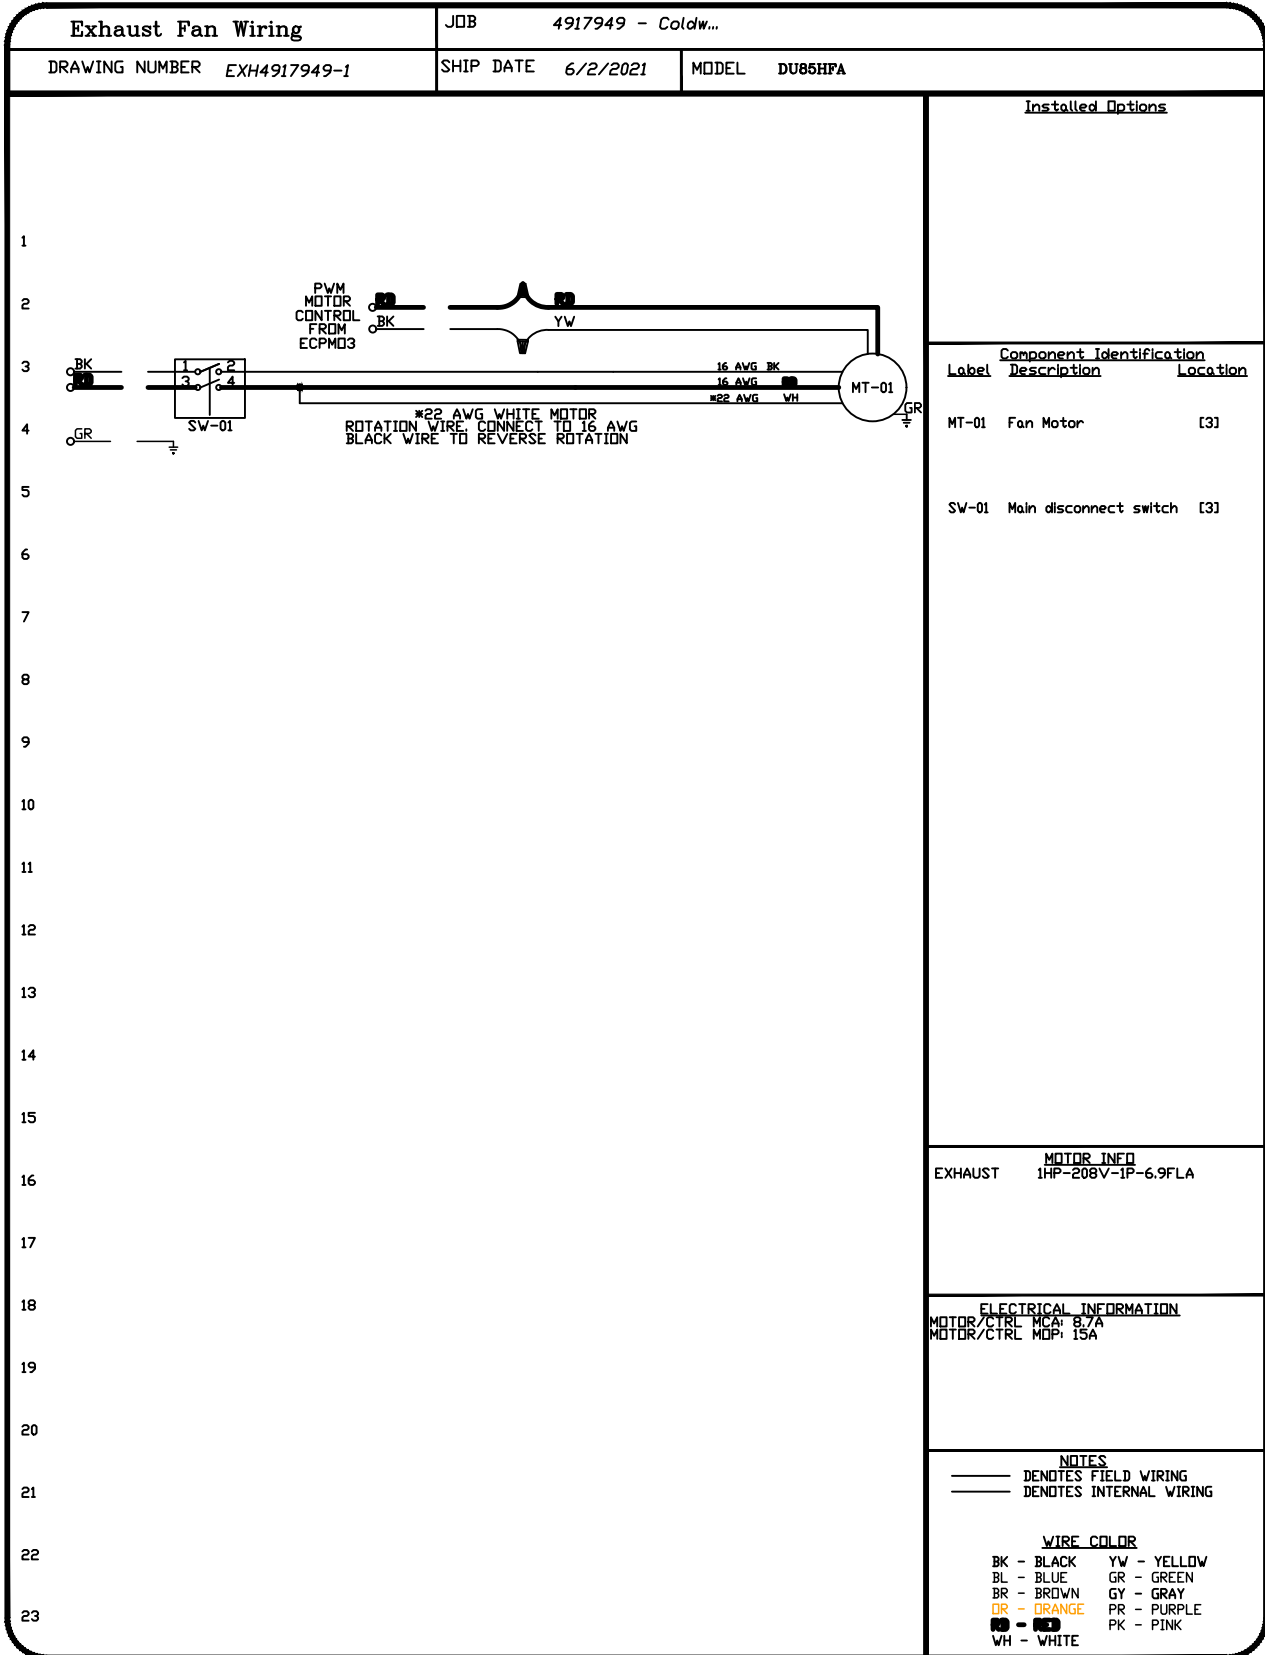 Exhaust Fan Wiring
JOB 4917949 - Coldw...
DRAWING NUMBER EXH4917949-1
SHIP DATE 6/2/2021
MODEL DU85HFA
Installed Options
1
2
3
4
5
6
7
8
9
10
11
12
13
14
15
16
17
18
19
20
21
22
23
PWM
MOTOR
CONTROL
FROM
ECPM03
RD
BK
RD
YW
BK
RD
1 2
3 4
SW-01
GR
16 AWG BK
16 AWG RD
*22 AWG WH
MT-01
GR
*22 AWG WHITE MOTOR
ROTATION WIRE. CONNECT TO 16 AWG
BLACK WIRE TO REVERSE ROTATION
Component Identification
Label Description Location
MT-01 Fan Motor [3]
SW-01 Main disconnect switch [3]
MOTOR INFO
EXHAUST 1HP-208V-1P-6.9FLA
ELECTRICAL INFORMATION
MOTOR/CTRL MCA: 8.7A
MOTOR/CTRL MOP: 15A
NOTES
DENOTES FIELD WIRING
DENOTES INTERNAL WIRING
WIRE COLOR
BK - BLACK YW - YELLOW
BL - BLUE GR - GREEN
BR - BROWN GY - GRAY
OR - ORANGE PR - PURPLE
RD - RED PK - PINK
WH - WHITE